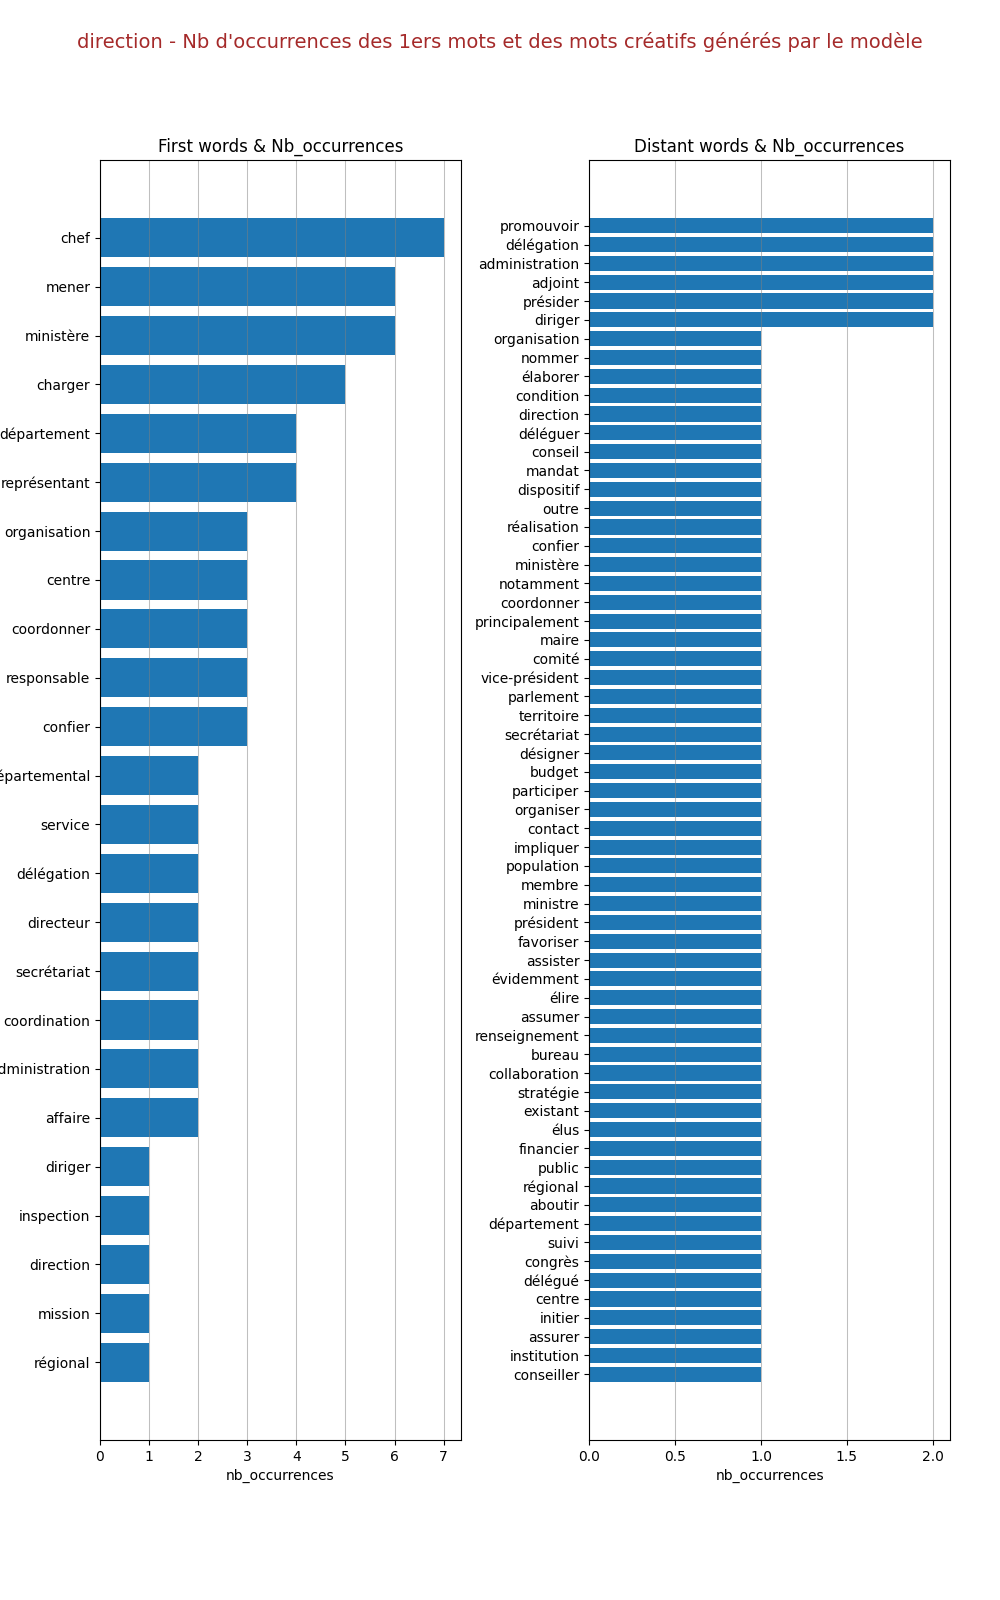 direction - Nb d'occurrences des 1ers mots et des mots créatifs générés par le modèle
First words & Nb_occurrences
chef
mener
ministère
charger
département
représentant
organisation
centre
coordonner
responsable
confier
épartemental
service
délégation
directeur
secrétariat
coordination
dministration
affaire
diriger
inspection
direction
mission
régional
0 1 2 3 4 5 6 7
nb_occurrences
Distant words & Nb_occurrences
promouvoir
délégation
administration
adjoint
présider
diriger
organisation
nommer
élaborer
condition
direction
déléguer
conseil
mandat
dispositif
outre
réalisation
confier
ministère
notamment
coordonner
principalement
maire
comité
vice-président
parlement
territoire
secrétariat
désigner
budget
participer
organiser
contact
impliquer
population
membre
ministre
président
favoriser
assister
évidemment
élire
assumer
renseignement
bureau
collaboration
stratégie
existant
élus
financier
public
régional
aboutir
département
suivi
congrès
délégué
centre
initier
assurer
institution
conseiller
0.0 0.5 1.0 1.5 2.0
nb_occurrences